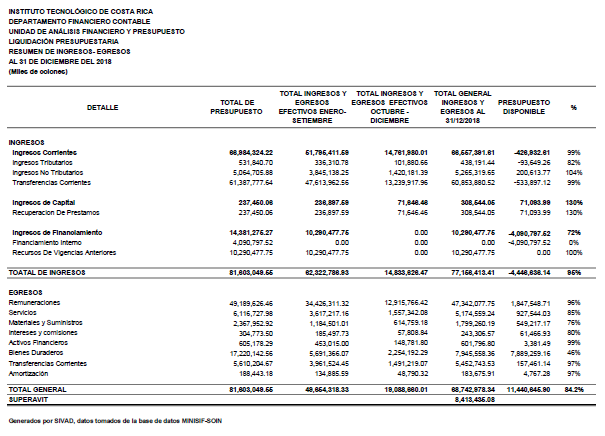 INSTITUTO TECNOLÓGICO DE COSTA RICA
DEPARTAMENTO FINANCIERO CONTABLE
UNIDAD DE ANÁLISIS FINANCIERO Y PRESUPUESTO
LIQUIDACIÓN PRESUPUESTARIA
RESUMEN DE INGRESOS- EGRESOS
AL 31 DE DICIEMBRE DEL 2018
(Miles de colones)
DETALLE TOTAL DE PRESUPUESTO TOTAL INGRESOS Y EGRESOS EFECTIVOS ENERO-SETIEMBRE TOTAL INGRESOS Y EGRESOS EFECTIVOS OCTUBRE - DICIEMBRE TOTAL GENERAL INGRESOS Y EGRESOS AL 31/12/2018 PRESUPUESTO DISPONIBLE %
INGRESOS
Ingresos Corrientes 66,984,324.22 51,795,411.59 14,761,980.01 66,557,391.61 -426,932.61 99%
Ingresos Tributarios 531,840.70 336,310.78 101,880.66 438,191.44 -93,649.26 82%
Ingresos No Tributarios 5,064,705.88 3,845,138.25 1,420,181.39 5,265,319.65 200,613.77 104%
Transferencias Corrientes 61,387,777.64 47,613,962.56 13,239,917.96 60,853,880.52 -533,897.12 99%
Ingresos de Capital 237,450.06 236,897.59 71,646.46 308,544.05 71,093.99 130%
Recuperacion De Prestamos 237,450.06 236,897.59 71,646.46 308,544.05 71,093.99 130%
Ingresos de Financiamiento 14,381,275.27 10,290,477.75 0.00 10,290,477.75 -4,090,797.52 72%
Financiamiento Interno 4,090,797.52 0.00 0.00 0.00 -4,090,797.52 0%
Recursos De Vigencias Anteriores 10,290,477.75 10,290,477.75 0.00 10,290,477.75 0.00 100%
TOATAL DE INGRESOS 81,603,049.55 62,322,786.93 14,833,626.47 77,156,413.41 -4,446,636.14 95%
EGRESOS
Remuneraciones 49,189,626.46 34,426,311.32 12,915,766.42 47,342,077.75 1,847,548.71 96%
Servicios 6,116,727.98 3,617,217.16 1,557,342.08 5,174,559.24 927,544.03 85%
Materiales y Suministros 2,367,952.92 1,184,501.01 614,759.18 1,799,260.19 549,217.17 76%
Intereses y comisiones 304,773.50 185,497.73 57,808.84 243,306.57 61,466.93 80%
Activos Financieros 605,178.29 453,015.00 148,781.80 601,796.80 3,381.49 99%
Bienes Duraderos 17,220,142.56 5,691,366.07 2,254,192.29 7,945,558.36 7,889,259.16 46%
Transferencias Corrientes 5,610,204.67 3,961,524.45 1,491,219.07 5,452,743.53 157,461.14 97%
Amortización 188,443.18 134,885.59 48,790.32 183,675.91 4,767.28 97%
TOTAL GENERAL 81,603,049.55 49,654,318.33 19,088,660.01 68,742,978.34 11,440,645.90 84.2%
SUPERAVIT 8,413,435.08
Generados por SIVAD, datos tomados de la base de datos MINISIF-SOIN